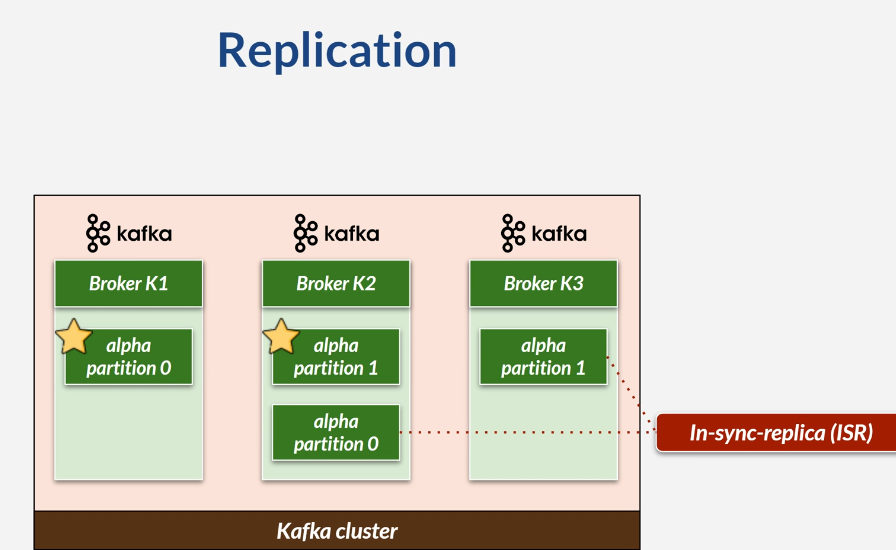 Replication
kafka
kafka
kafka
Broker K1
Broker K2
Broker K3
alpha
partition 0
alpha
partition 1
alpha
partition 1
alpha
partition 0
In-sync-replica (ISR)
Kafka cluster